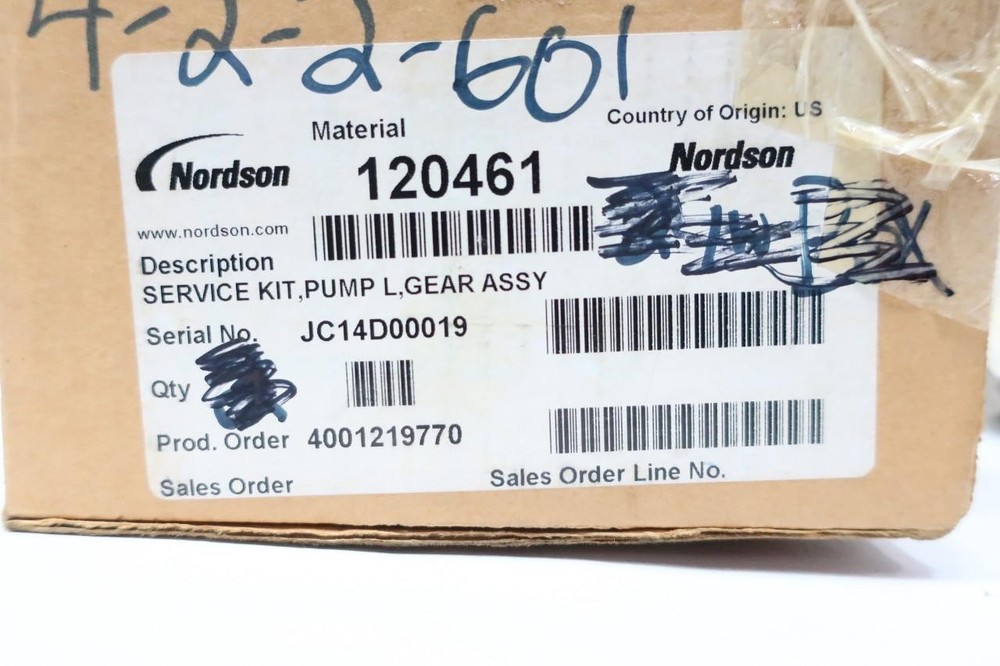 4-2-2-601
Material
Country of Origin: US
Nordson
120461
Nordson
www.nordson.com
Description
SERVICE KIT,PUMP L,GEAR ASSY
Serial No. JC14D00019
Qty
Prod. Order 4001219770
Sales Order
Sales Order Line No.